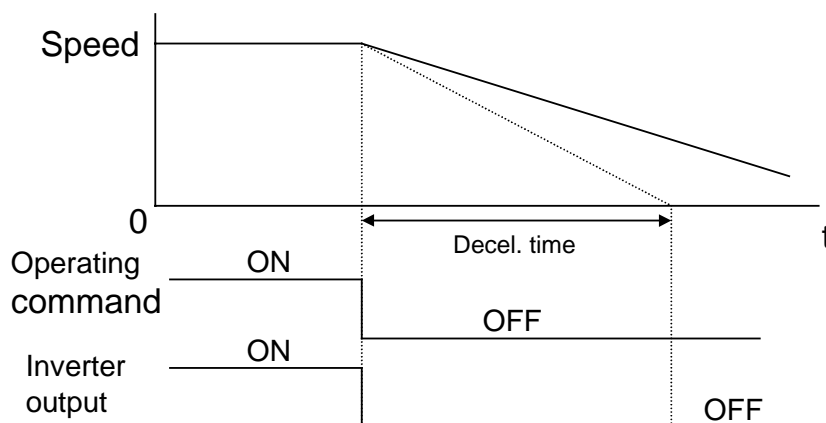 Speed
0
t
Decel. time
Operating
command
ON
OFF
Inverter
output
ON
OFF